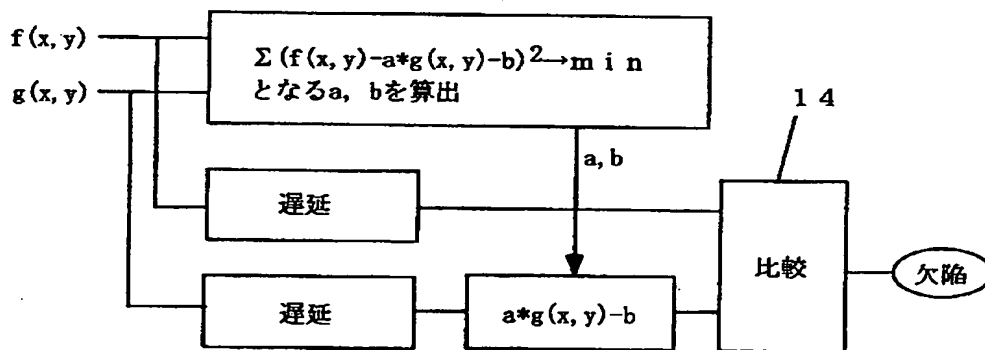 f(x,y)
g(x,y)
Σ(f(x,y)-a*g(x,y)-b)²→min
となるa,bを算出
14
a,b
遅延
比較
欠陥
遅延
a*g(x,y)-b